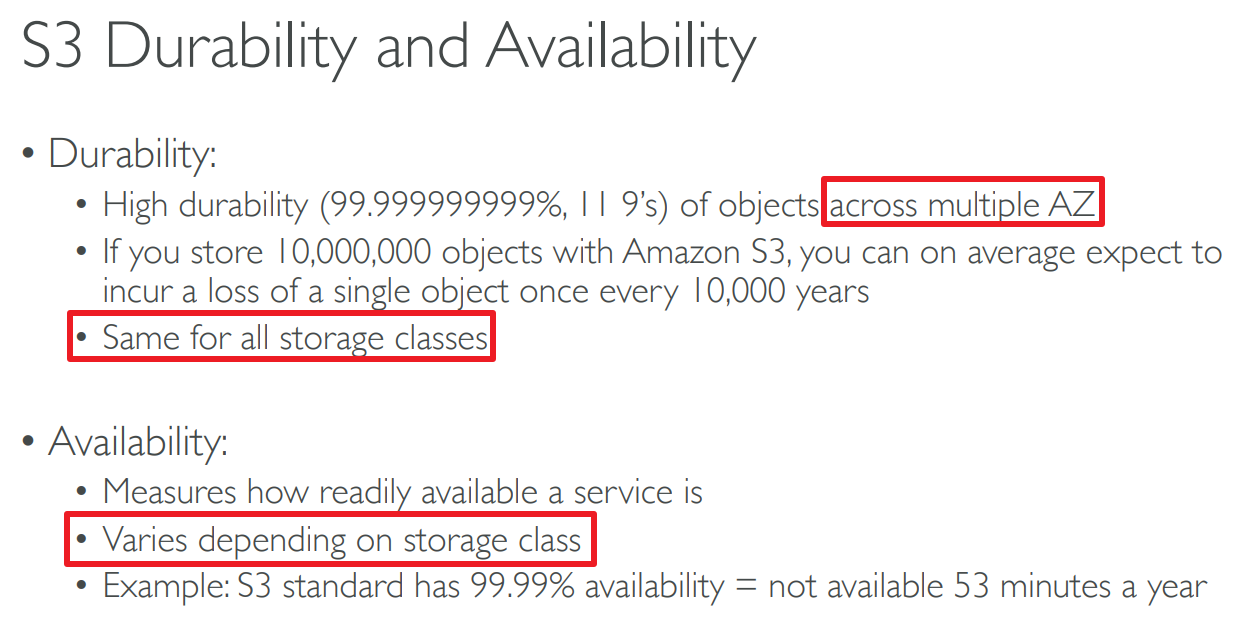 S3 Durability and Availability
• Durability:
• High durability (99.999999999%, 11 9's) of objects across multiple AZ
• If you store 10,000,000 objects with Amazon S3, you can on average expect to
incur a loss of a single object once every 10,000 years
• Same for all storage classes
• Availability:
• Measures how readily available a service is
• Varies depending on storage class
• Example: S3 standard has 99.99% availability = not available 53 minutes a year